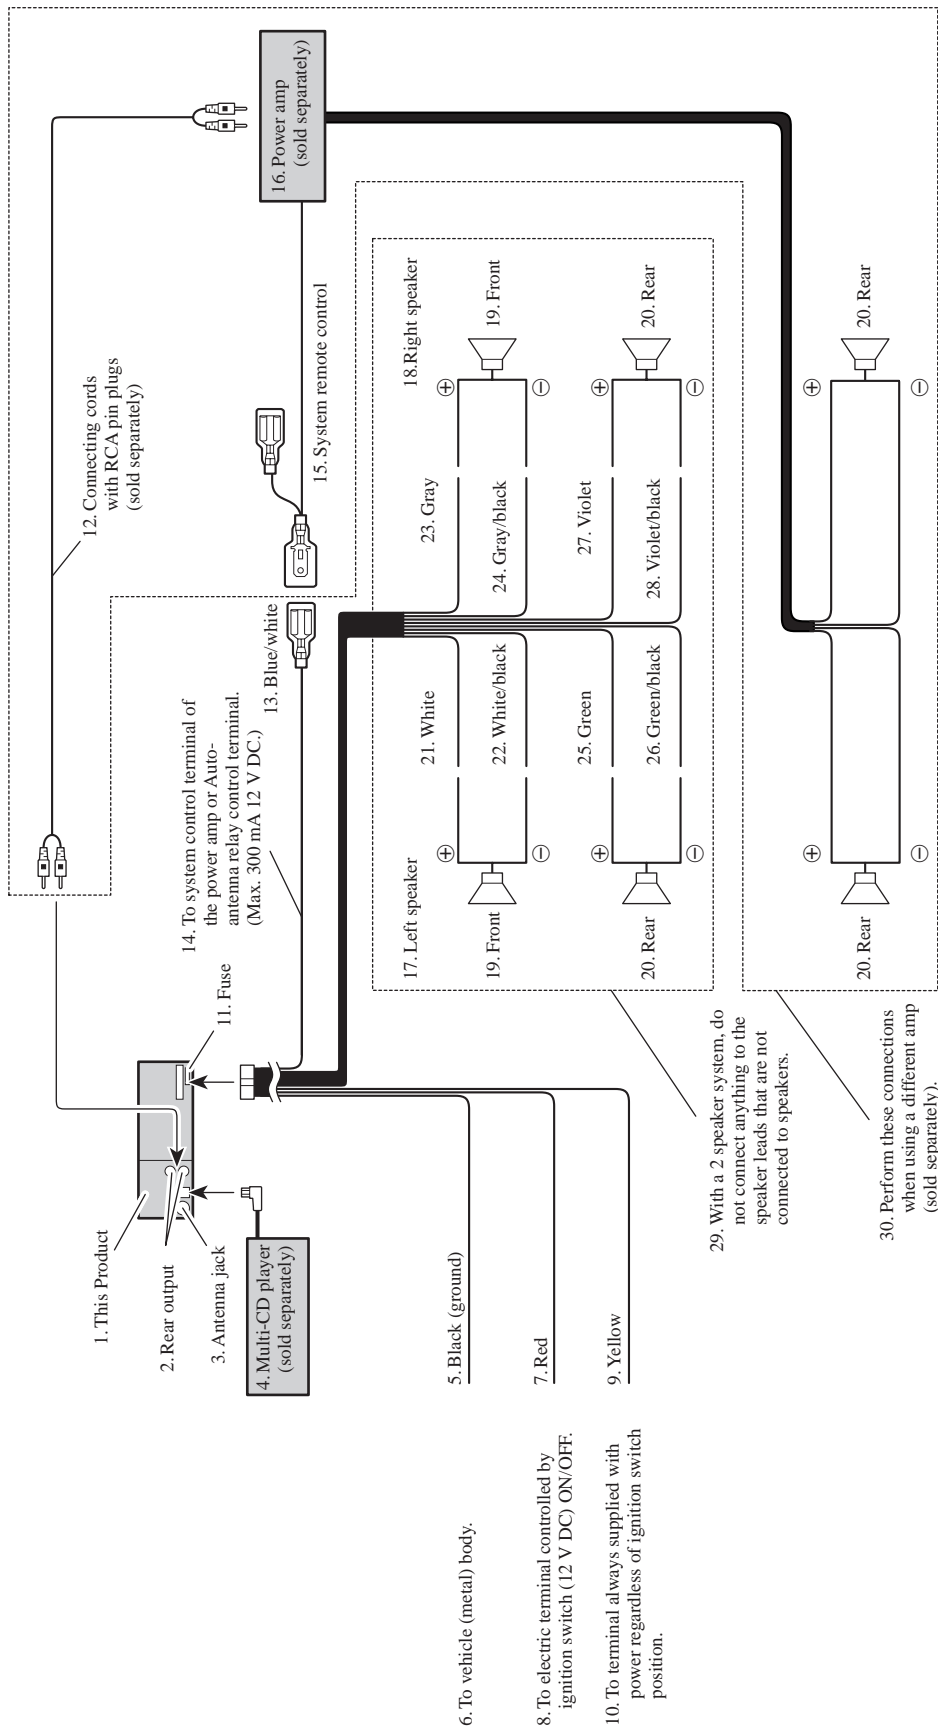 1. This Product
2. Rear output
3. Antenna jack
4. Multi-CD player
(sold separately)
5. Black (ground)
6. To vehicle (metal) body.
7. Red
8. To electric terminal controlled by
ignition switch (12 V DC) ON/OFF.
9. Yellow
10. To terminal always supplied with
power regardless of ignition switch
position.
11. Fuse
12. Connecting cords
with RCA pin plugs
(sold separately)
13. Blue/white
14. To system control terminal of
the power amp or Auto-
antenna relay control terminal.
(Max. 300 mA 12 V DC.)
15. System remote control
16. Power amp
(sold separately)
17. Left speaker
18. Right speaker
19. Front
19. Front
20. Rear
20. Rear
21. White
22. White/black
23. Gray
24. Gray/black
25. Green
26. Green/black
27. Violet
28. Violet/black
⊕
⊖
⊕
⊖
⊕
⊖
⊕
⊖
20. Rear
20. Rear
⊕
⊖
⊕
⊖
29. With a 2 speaker system, do
not connect anything to the
speaker leads that are not
connected to speakers.
30. Perform these connections
when using a different amp
(sold separately).